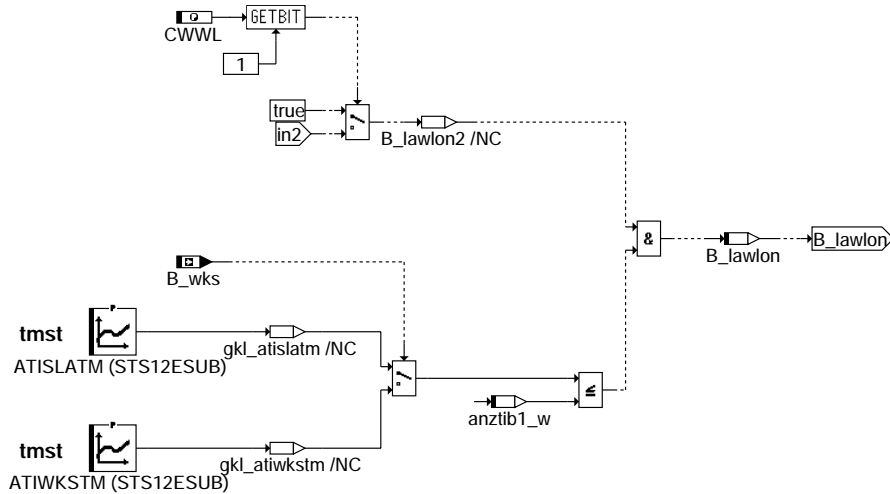 GETBIT
CWWL
1
true
in2
B_lawlon2 /NC
&
B_lawlon
B_lawlon
B_wks
P
tmst
gkl_atislatm /NC
ATISLATM (STS12ESUB)
≤
anztib1_w
P
tmst
gkl_atiwkstm /NC
ATIWKSTM (STS12ESUB)